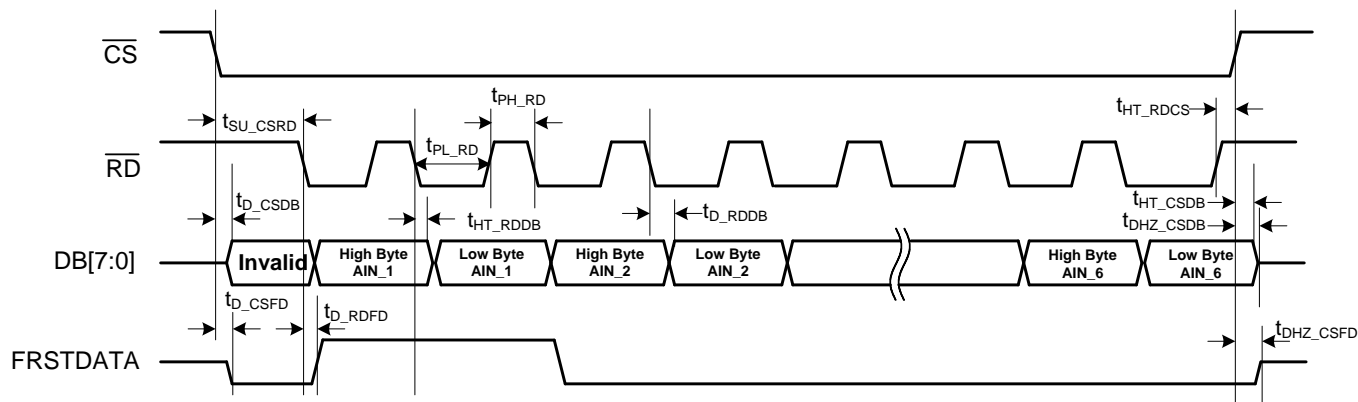 CS
tPH_RD
tHT_RDCS
tSU_CSRD
RD
tPL_RD
tD_CSDB
tHT_RDDB
tD_RDDB
tHT_CSDB
tDHZ_CSDB
DB[7:0]
Invalid
High Byte
AIN_1
Low Byte
AIN_1
High Byte
AIN_2
Low Byte
AIN_2
High Byte
AIN_6
Low Byte
AIN_6
tD_CSFD
tD_RDFD
tDHZ_CSFD
FRSTDATA